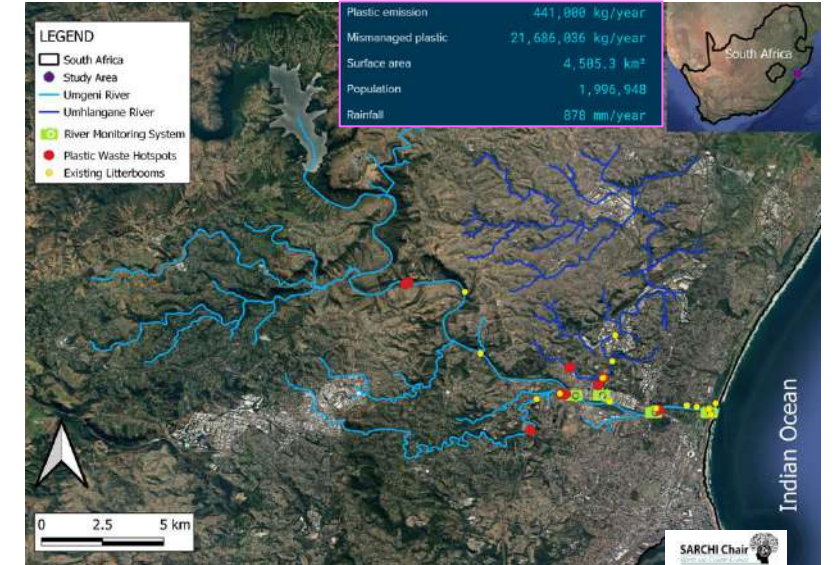 LEGEND
South Africa
Study Area
Umgeni River
Umhlangane River
River Monitoring System
Plastic Waste Hotspots
Existing Litterbooms
Plastic emission 441,000 kg/year
Mismanaged plastic 21,686,036 kg/year
Surface area 4,505.3 km²
Population 1,996,948
Rainfall 878 mm/year
South Africa
Indian Ocean
0 2.5 5 km
SARCHI Chair